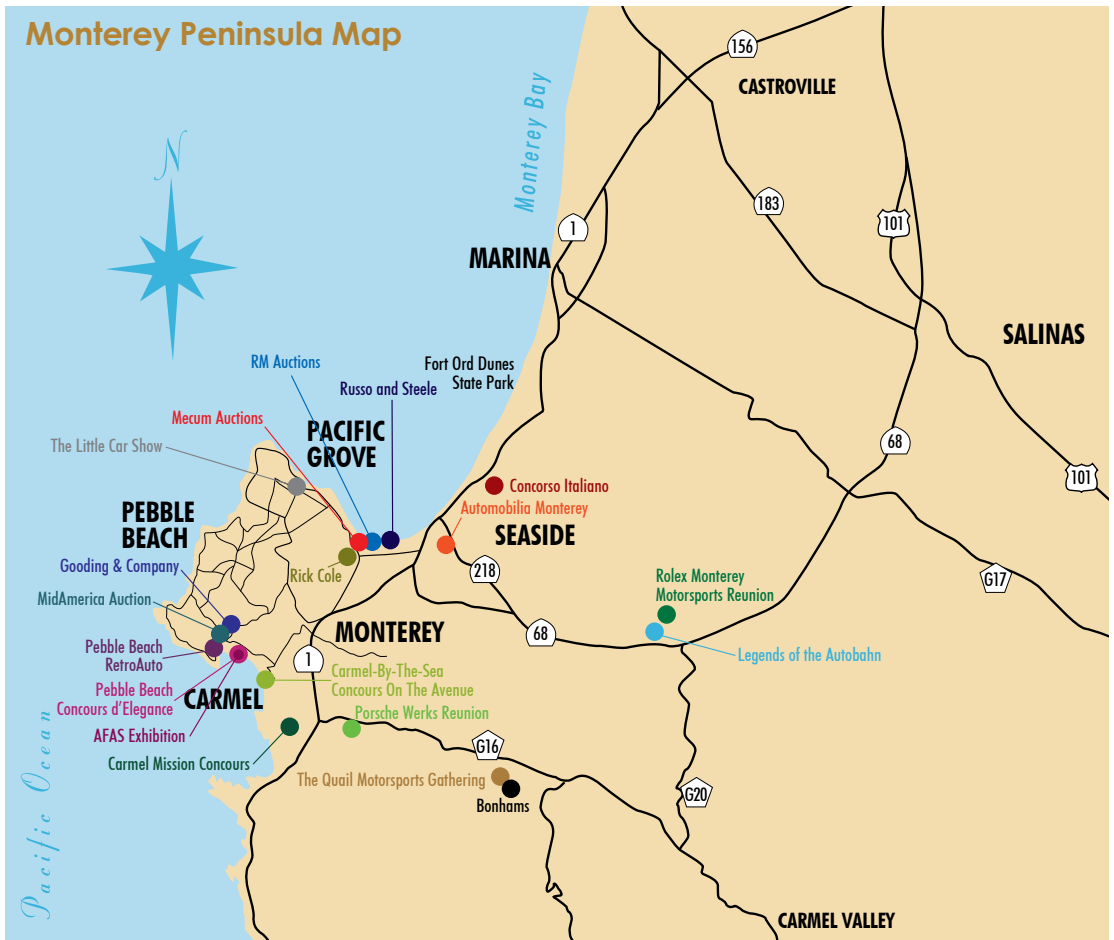 Monterey Peninsula Map
156
CASTROVILLE
N
Monterey Bay
183
1
101
MARINA
SALINAS
RM Auctions
Fort Ord Dunes
State Park
Russo and Steele
Mecum Auctions
PACIFIC
GROVE
The Little Car Show
68
101
Concorso Italiano
Automobilia Monterey
PEBBLE
BEACH
SEASIDE
Gooding & Company
Rick Cole
218
G17
MidAmerica Auction
Rolex Monterey
Motorsports Reunion
MONTEREY
68
Pebble Beach
RetroAuto
1
Legends of the Autobahn
Carmel-By-The-Sea
Concours On The Avenue
Pebble Beach
Concours d'Elegance
CARMEL
Porsche Werks Reunion
AFAS Exhibition
G16
Carmel Mission Concours
The Quail Motorsports Gathering
Bonhams
G20
Pacific Ocean
CARMEL VALLEY